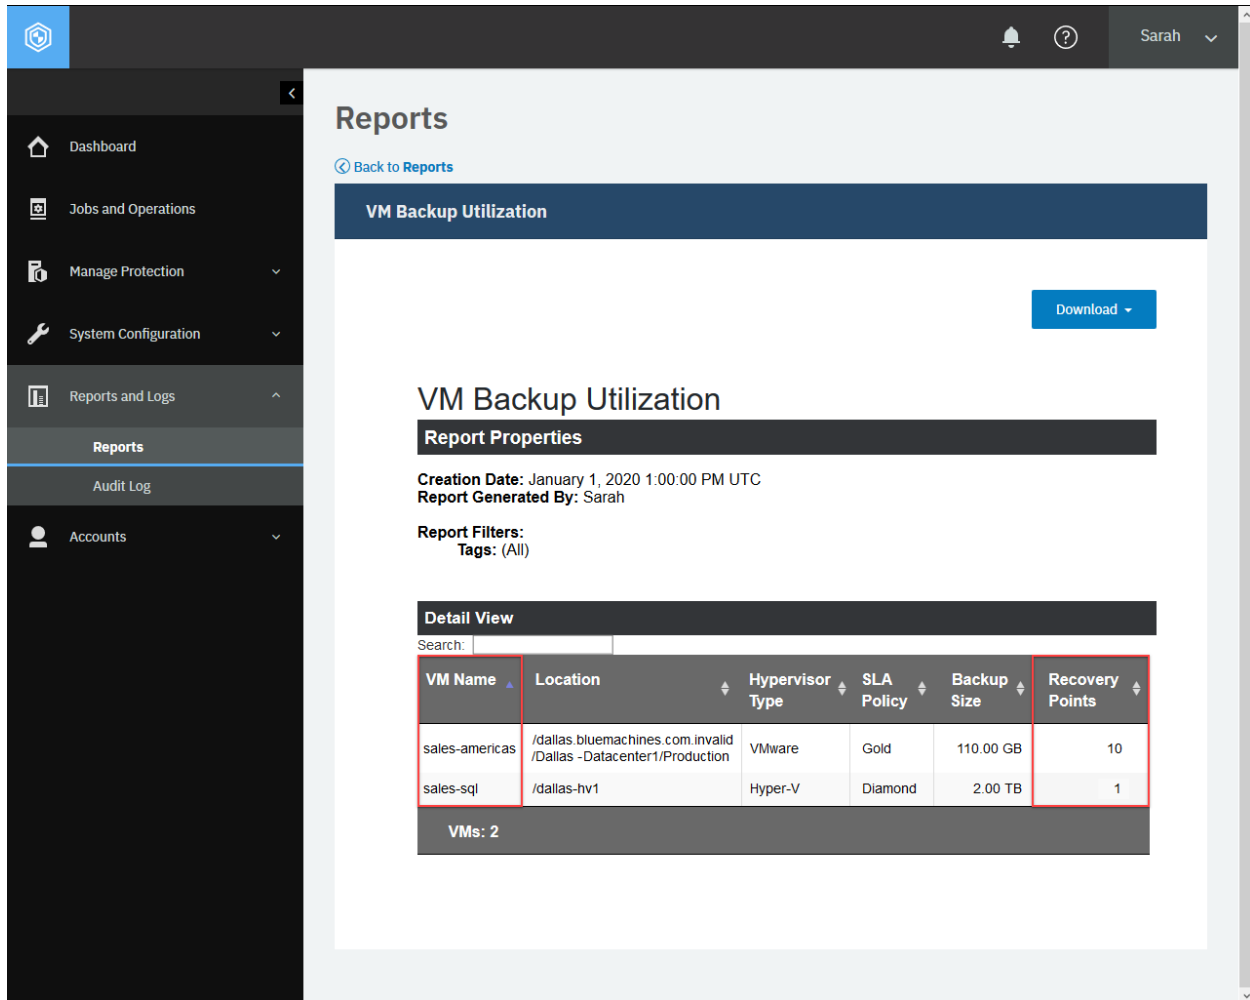 Sarah
Dashboard
Jobs and Operations
Manage Protection
System Configuration
Reports and Logs
Reports
Audit Log
Accounts
Reports
Back to Reports
VM Backup Utilization
Download
VM Backup Utilization
Report Properties
Creation Date: January 1, 2020 1:00:00 PM UTC
Report Generated By: Sarah
Report Filters:
Tags: (All)
Detail View
Search:
VM Name Location Hypervisor Type SLA Policy Backup Size Recovery Points
sales-americas /dallas.bluemachines.com.invalid VMware Gold 110.00 GB 10
/Dallas -Datacenter1/Production
sales-sql /dallas-hv1 Hyper-V Diamond 2.00 TB 1
VMs: 2